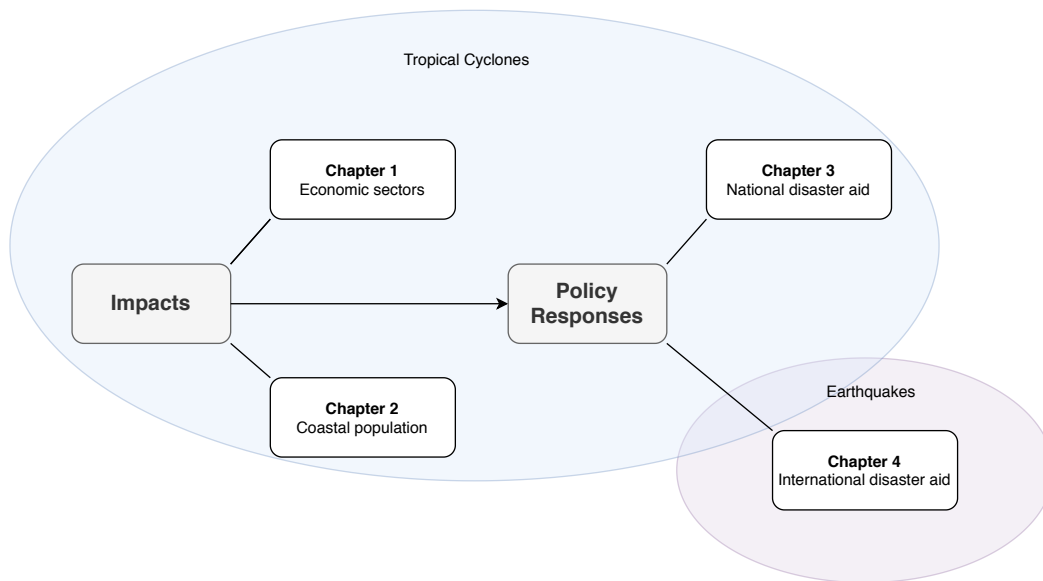 Tropical Cyclones
Chapter 1
Economic sectors
Chapter 3
National disaster aid
Impacts
Policy
Responses
Chapter 2
Coastal population
Earthquakes
Chapter 4
International disaster aid